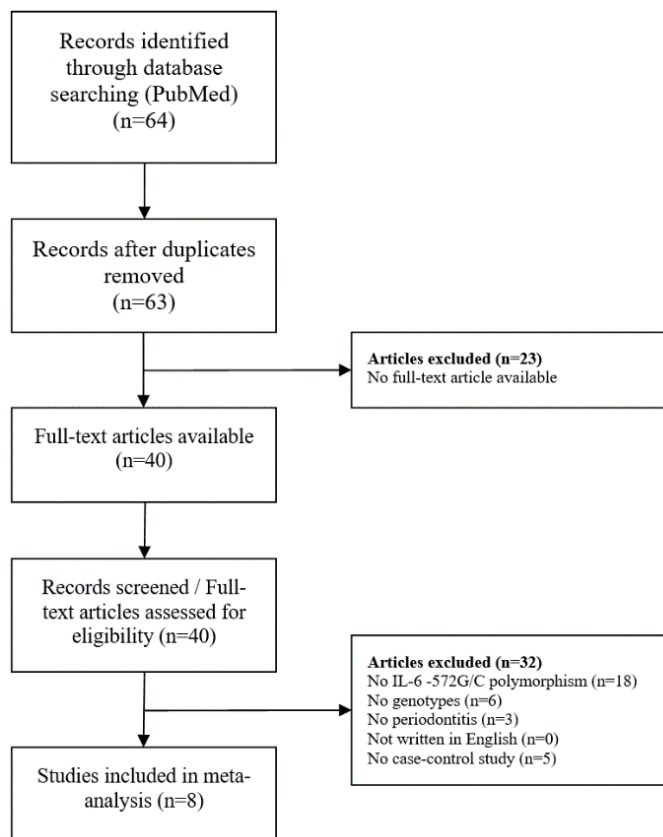 Records identified
through database
searching (PubMed)
(n=64)
Records after duplicates
removed
(n=63)
Articles excluded (n=23)
No full-text article available
Full-text articles available
(n=40)
Records screened / Full-
text articles assessed for
eligibility (n=40)
Articles excluded (n=32)
No IL-6 -572G/C polymorphism (n=18)
No genotypes (n=6)
No periodontitis (n=3)
Not written in English (n=0)
No case-control study (n=5)
Studies included in meta-
analysis (n=8)